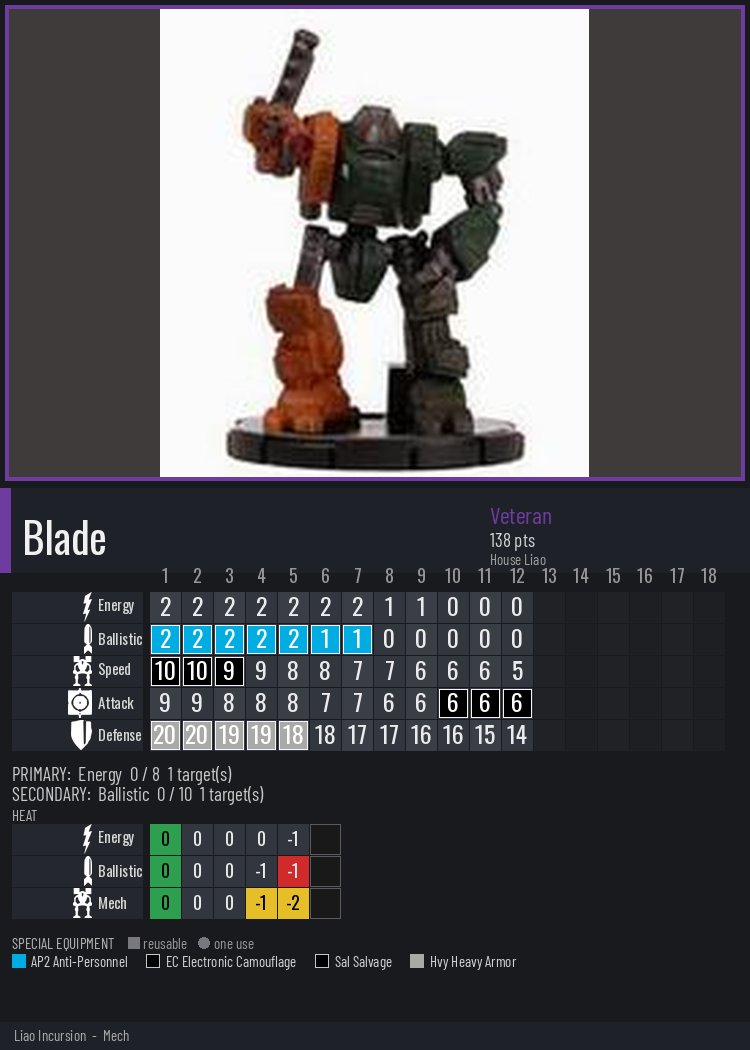 Blade
Veteran
138 pts
House Liao
1 2 3 4 5 6 7 8 9 10 11 12 13 14 15 16 17 18
Energy 2 2 2 2 2 2 2 1 1 0 0 0
Ballistic 2 2 2 2 2 1 1 0 0 0 0 0
Speed 10 10 9 9 8 8 7 7 6 6 6 5
Attack 9 9 8 8 8 7 7 6 6 6 6 6
Defense 20 20 19 19 18 18 17 17 16 16 15 14
PRIMARY: Energy 0 / 8 1 target(s)
SECONDARY: Ballistic 0 / 10 1 target(s)
HEAT
Energy 0 0 0 0 -1
Ballistic 0 0 0 -1 -1
Mech 0 0 0 -1 -2
SPECIAL EQUIPMENT reusable one use
AP2 Anti-Personnel EC Electronic Camouflage Sal Salvage Hvy Heavy Armor
Liao Incursion - Mech